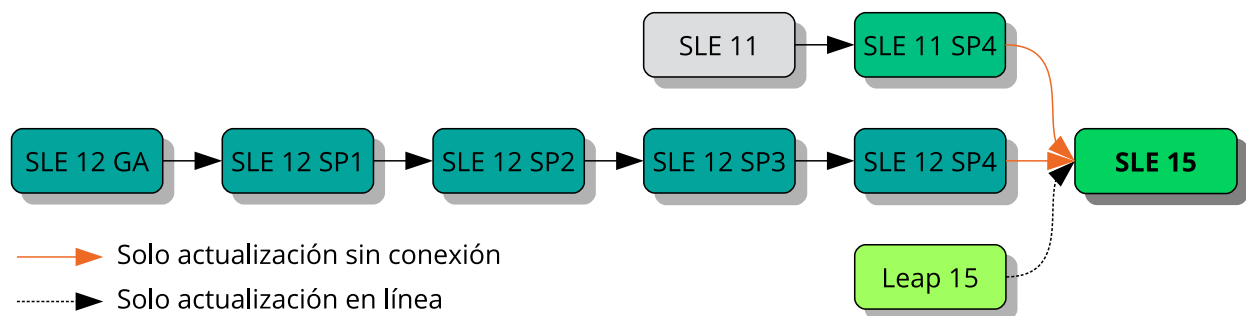 SLE 11
SLE 11 SP4
SLE 12 GA
SLE 12 SP1
SLE 12 SP2
SLE 12 SP3
SLE 12 SP4
SLE 15
Leap 15
Solo actualización sin conexión
Solo actualización en línea